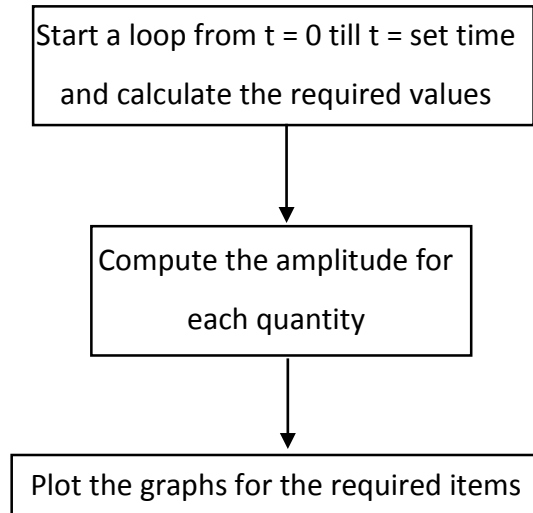 Start a loop from t = 0 till t = set time
and calculate the required values
Compute the amplitude for
each quantity
Plot the graphs for the required items